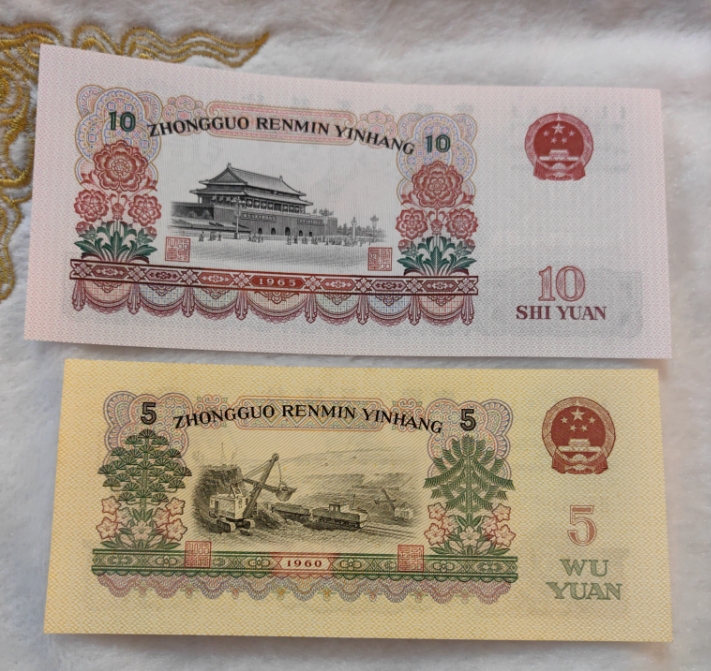 10 ZHONGGUO RENMIN YINHANG 10
1965
10
SHI YUAN
5 ZHONGGUO RENMIN YINHANG 5
1960
5
WU
YUAN